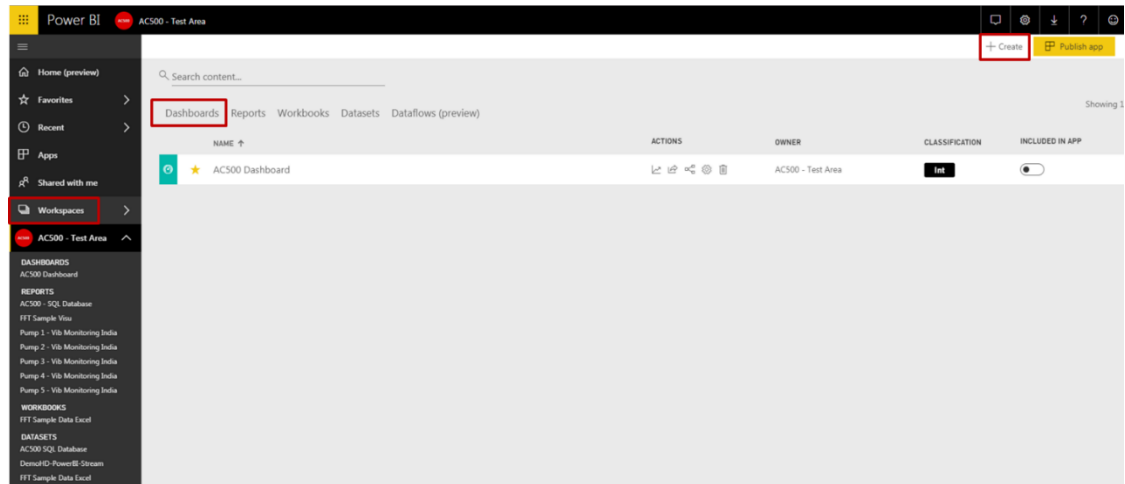 Power BI AC500 AC500 - Test Area
+ Create Publish app
Home (preview)
Favorites
Recent
Apps
Shared with me
Workspaces
AC500 - Test Area
DASHBOARDS
AC500 Dashboard
REPORTS
AC500 - SQL Database
FFT Sample Visu
Pump 1 - Vib Monitoring India
Pump 2 - Vib Monitoring India
Pump 3 - Vib Monitoring India
Pump 4 - Vib Monitoring India
Pump 5 - Vib Monitoring India
WORKBOOKS
FFT Sample Data Excel
DATASETS
AC500 SQL Database
DemoHD-PowerBI-Stream
FFT Sample Data Excel
Search content...
Dashboards Reports Workbooks Datasets Dataflows (preview)
Showing 1
NAME ACTIONS OWNER CLASSIFICATION INCLUDED IN APP
AC500 Dashboard AC500 - Test Area Int